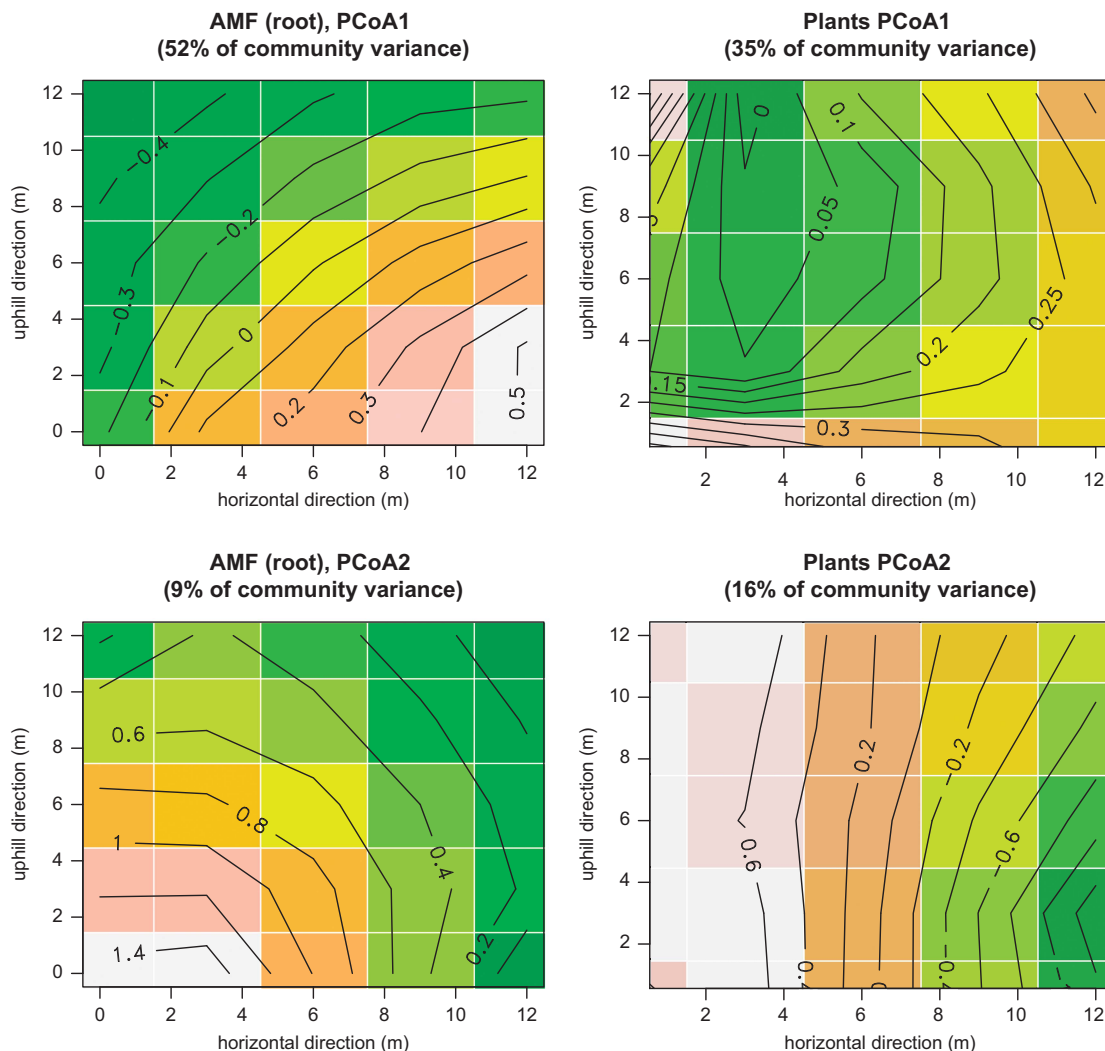 AMF (root), PCoA1
(52% of community variance)
uphill direction (m)
12
10
8
6
4
2
0
−0.4
−0.3
−0.2
−0.1
0
0.2
0.3
0.5
0 2 4 6 8 10 12
horizontal direction (m)
Plants PCoA1
(35% of community variance)
uphill direction (m)
12
10
8
6
4
2
0
0.1
0.05
0.25
0.2
0.15
0.3
2 4 6 8 10 12
horizontal direction (m)
AMF (root), PCoA2
(9% of community variance)
uphill direction (m)
12
10
8
6
4
2
0
0.6
0.8
1
0.4
1.4
0.2
0 2 4 6 8 10 12
horizontal direction (m)
Plants PCoA2
(16% of community variance)
uphill direction (m)
12
10
8
6
4
2
0.2
−0.2
0.6
−0.6
2 4 6 8 10 12
horizontal direction (m)